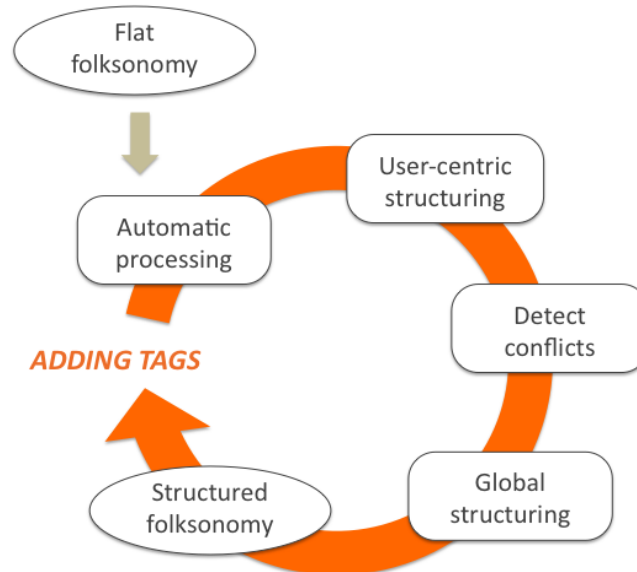 Flat
folksonomy
User-centric
structuring
Automatic
processing
Detect
conflicts
ADDING TAGS
Global
structuring
Structured
folksonomy